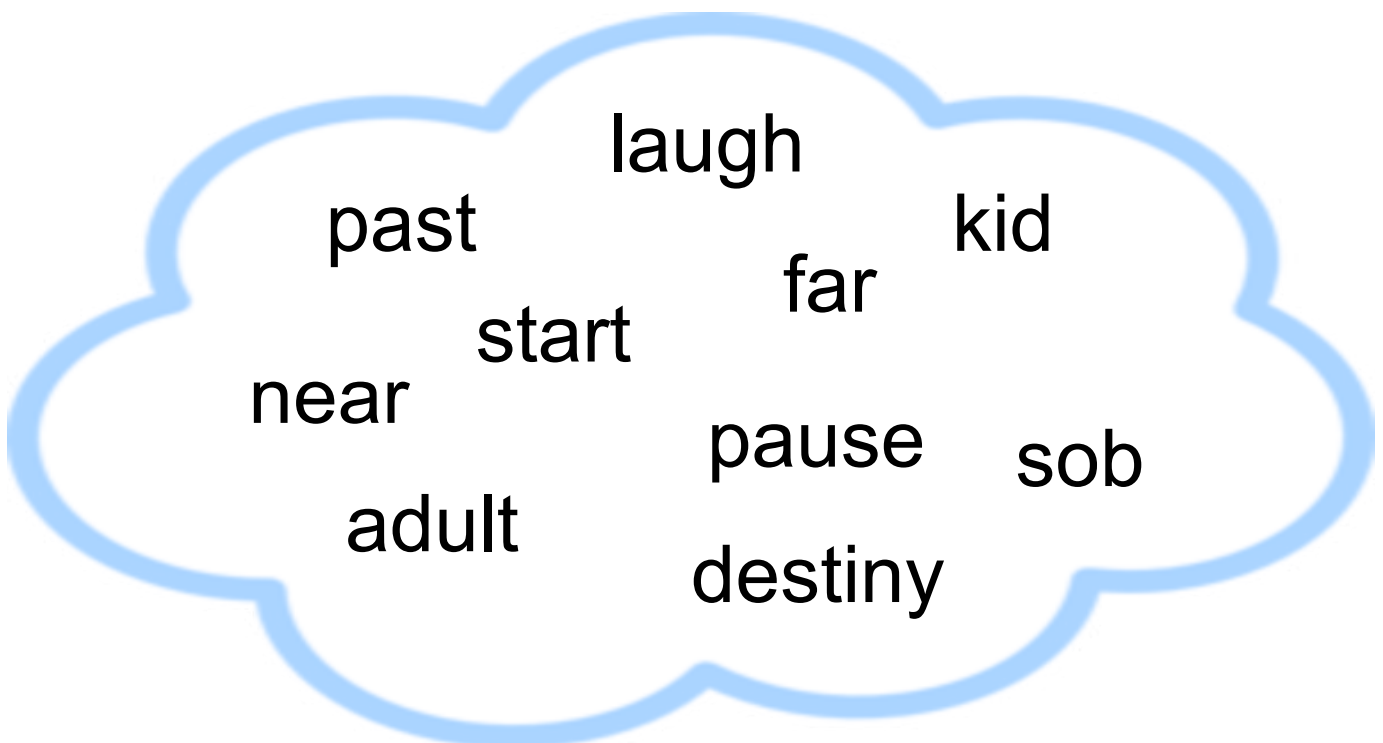 laugh
past
kid
far
start
near
pause
sob
adult
destiny